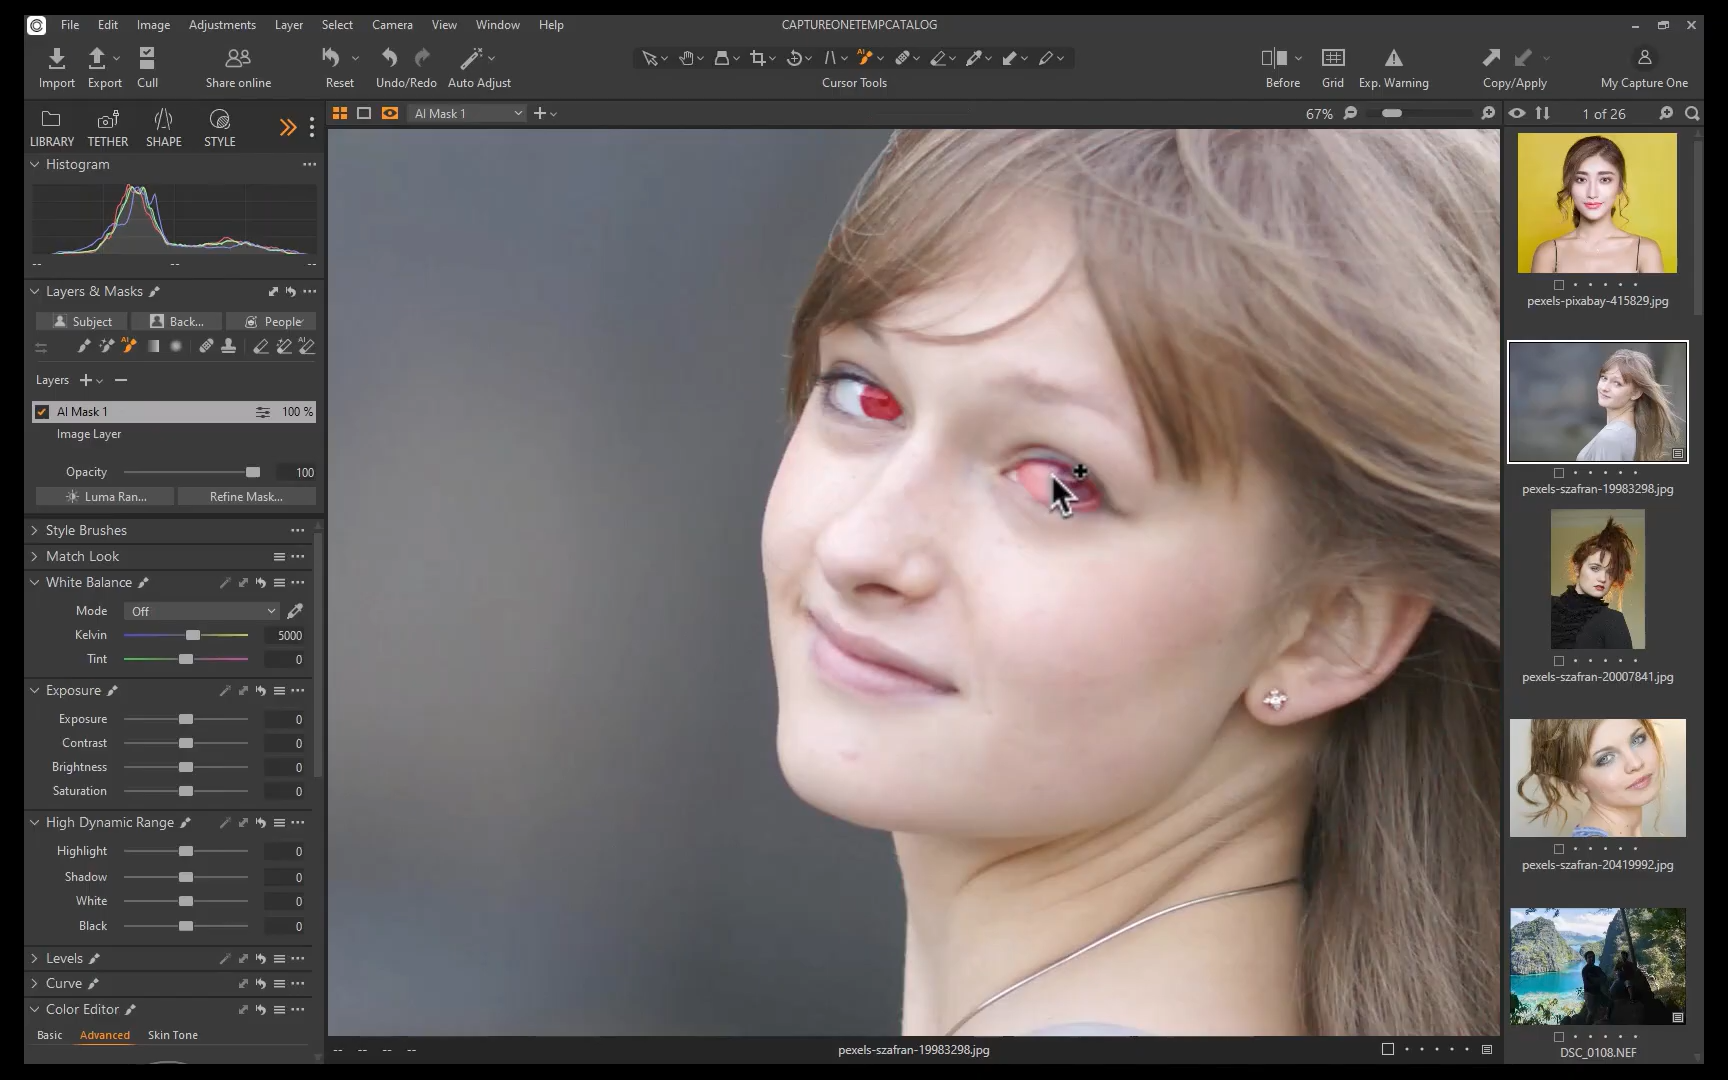 File Edit Image Adjustments Layer Select Camera View Window Help
CAPTUREONETEMPCATALOG
Import Export Cull Share online Reset Undo/Redo Auto Adjust Cursor Tools Before Grid Exp. Warning Copy/Apply My Capture One
AI Mask 1
67%
1 of 26
LIBRARY TETHER SHAPE STYLE
Histogram
-- -- --
Layers & Masks
Subject Back... People
AI
AI
Layers
AI Mask 1 100 %
Image Layer
Opacity 100
Luma Ran... Refine Mask...
Style Brushes
Match Look
White Balance
Mode Off
Kelvin 5000
Tint 0
Exposure
Exposure 0
Contrast 0
Brightness 0
Saturation 0
High Dynamic Range
Highlight 0
Shadow 0
White 0
Black 0
Levels
Curve
Color Editor
Basic Advanced Skin Tone
-- -- -- --
pexels-szafran-19983298.jpg
pexels-pixabay-415829.jpg
pexels-szafran-19983298.jpg
pexels-szafran-20007841.jpg
pexels-szafran-20419992.jpg
DSC_0108.NEF